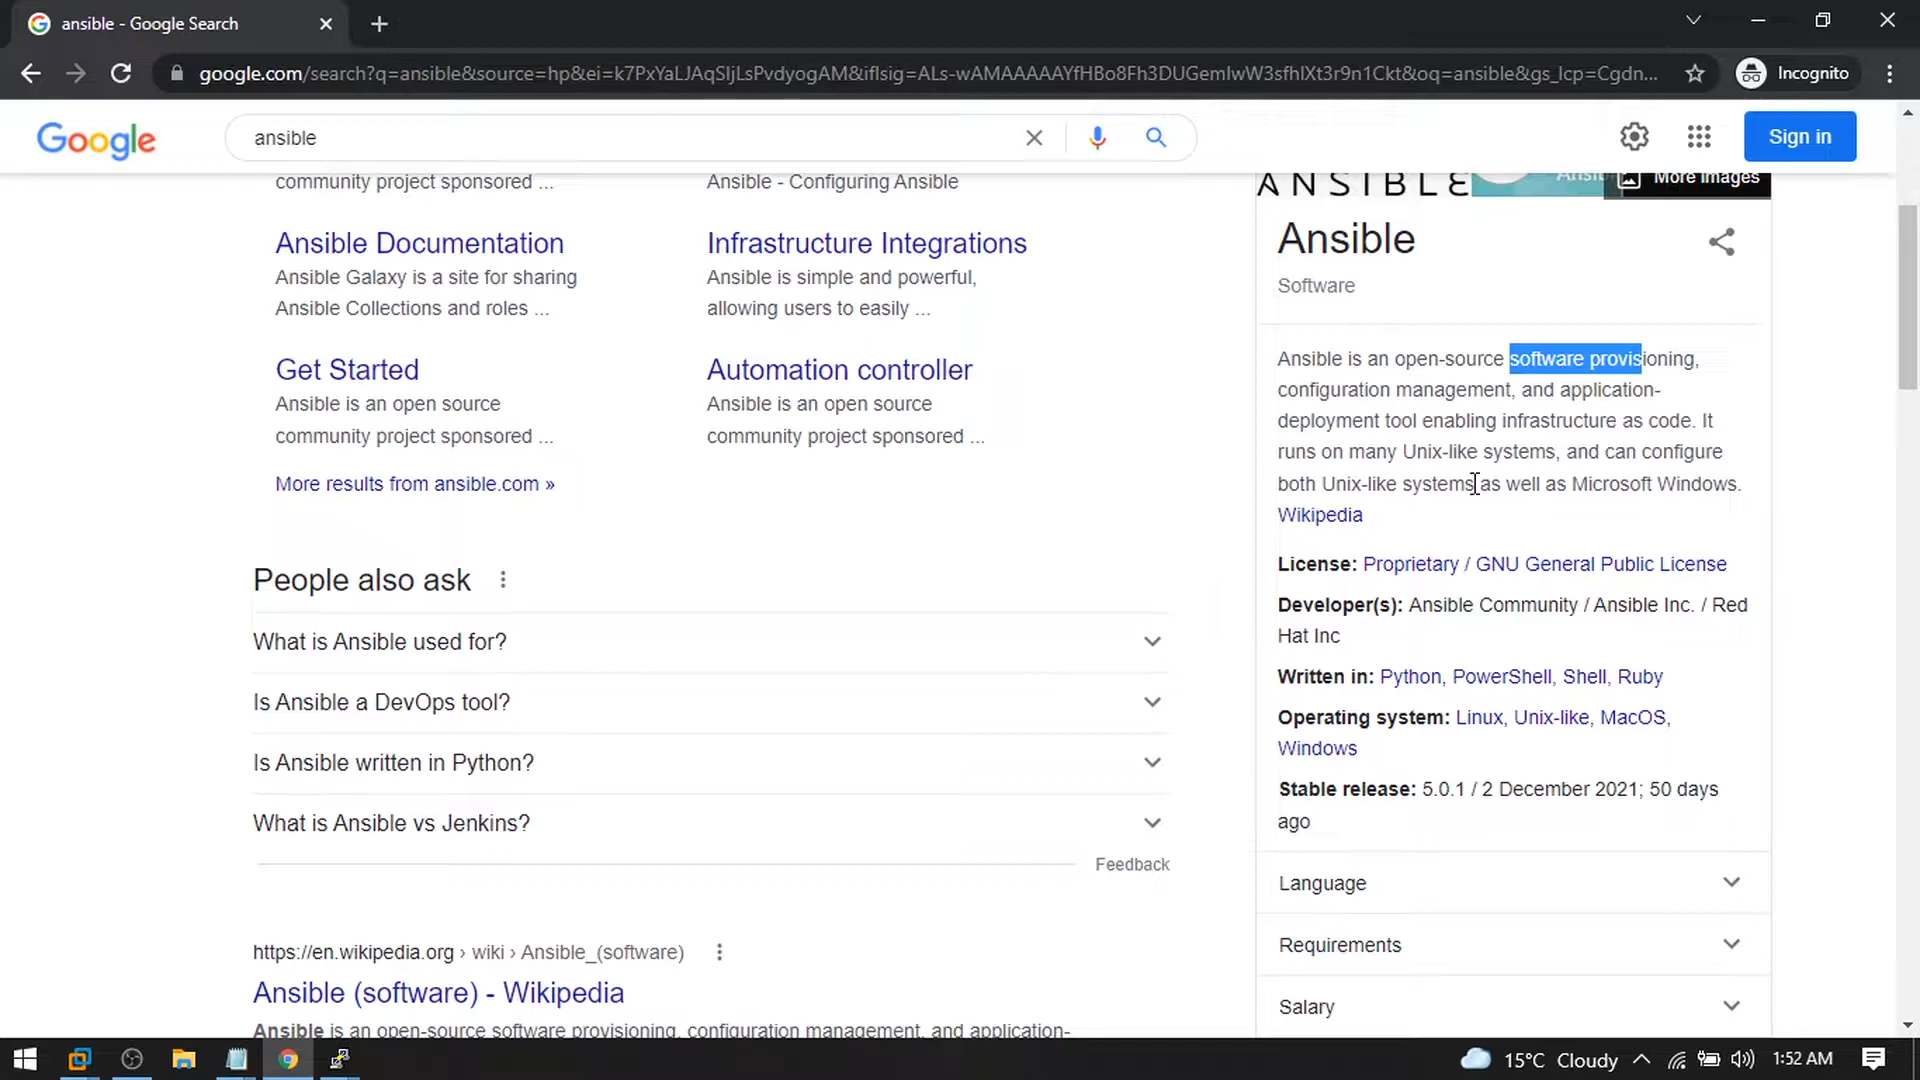 ansible - Google Search
google.com/search?q=ansible&source=hp&ei=k7PxYaLJAqSljLsPvdyogAM&iflsig=ALs-wAMAAAAAYfHBo8Fh3DUGemIwW3sfhlXt3r9n1Ckt&oq=ansible&gs_lcp=Cgdn...
Incognito
Google
ansible
Sign in
community project sponsored ...
Ansible - Configuring Ansible
Ansible Documentation
Ansible Galaxy is a site for sharing
Ansible Collections and roles ...
Infrastructure Integrations
Ansible is simple and powerful,
allowing users to easily ...
Get Started
Ansible is an open source
community project sponsored ...
Automation controller
Ansible is an open source
community project sponsored ...
More results from ansible.com »
People also ask
What is Ansible used for?
Is Ansible a DevOps tool?
Is Ansible written in Python?
What is Ansible vs Jenkins?
Feedback
https://en.wikipedia.org › wiki › Ansible_(software)
Ansible (software) - Wikipedia
Ansible is an open-source software provisioning, configuration management, and application-
ANSIBLE
More images
Ansible
Software
Ansible is an open-source software provisioning,
configuration management, and application-
deployment tool enabling infrastructure as code. It
runs on many Unix-like systems, and can configure
both Unix-like systems as well as Microsoft Windows.
Wikipedia
License: Proprietary / GNU General Public License
Developer(s): Ansible Community / Ansible Inc. / Red
Hat Inc
Written in: Python, PowerShell, Shell, Ruby
Operating system: Linux, Unix-like, MacOS,
Windows
Stable release: 5.0.1 / 2 December 2021; 50 days
ago
Language
Requirements
Salary
15°C Cloudy
1:52 AM